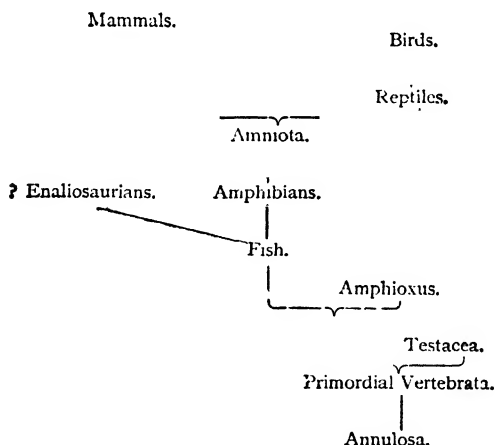 Mammals.
Birds.
Reptiles.
Amniota.
? Enaliosaurians. Amphibians.
Fish.
Amphioxus.
Testacea.
Primordial Vertebrata.
Annulosa.